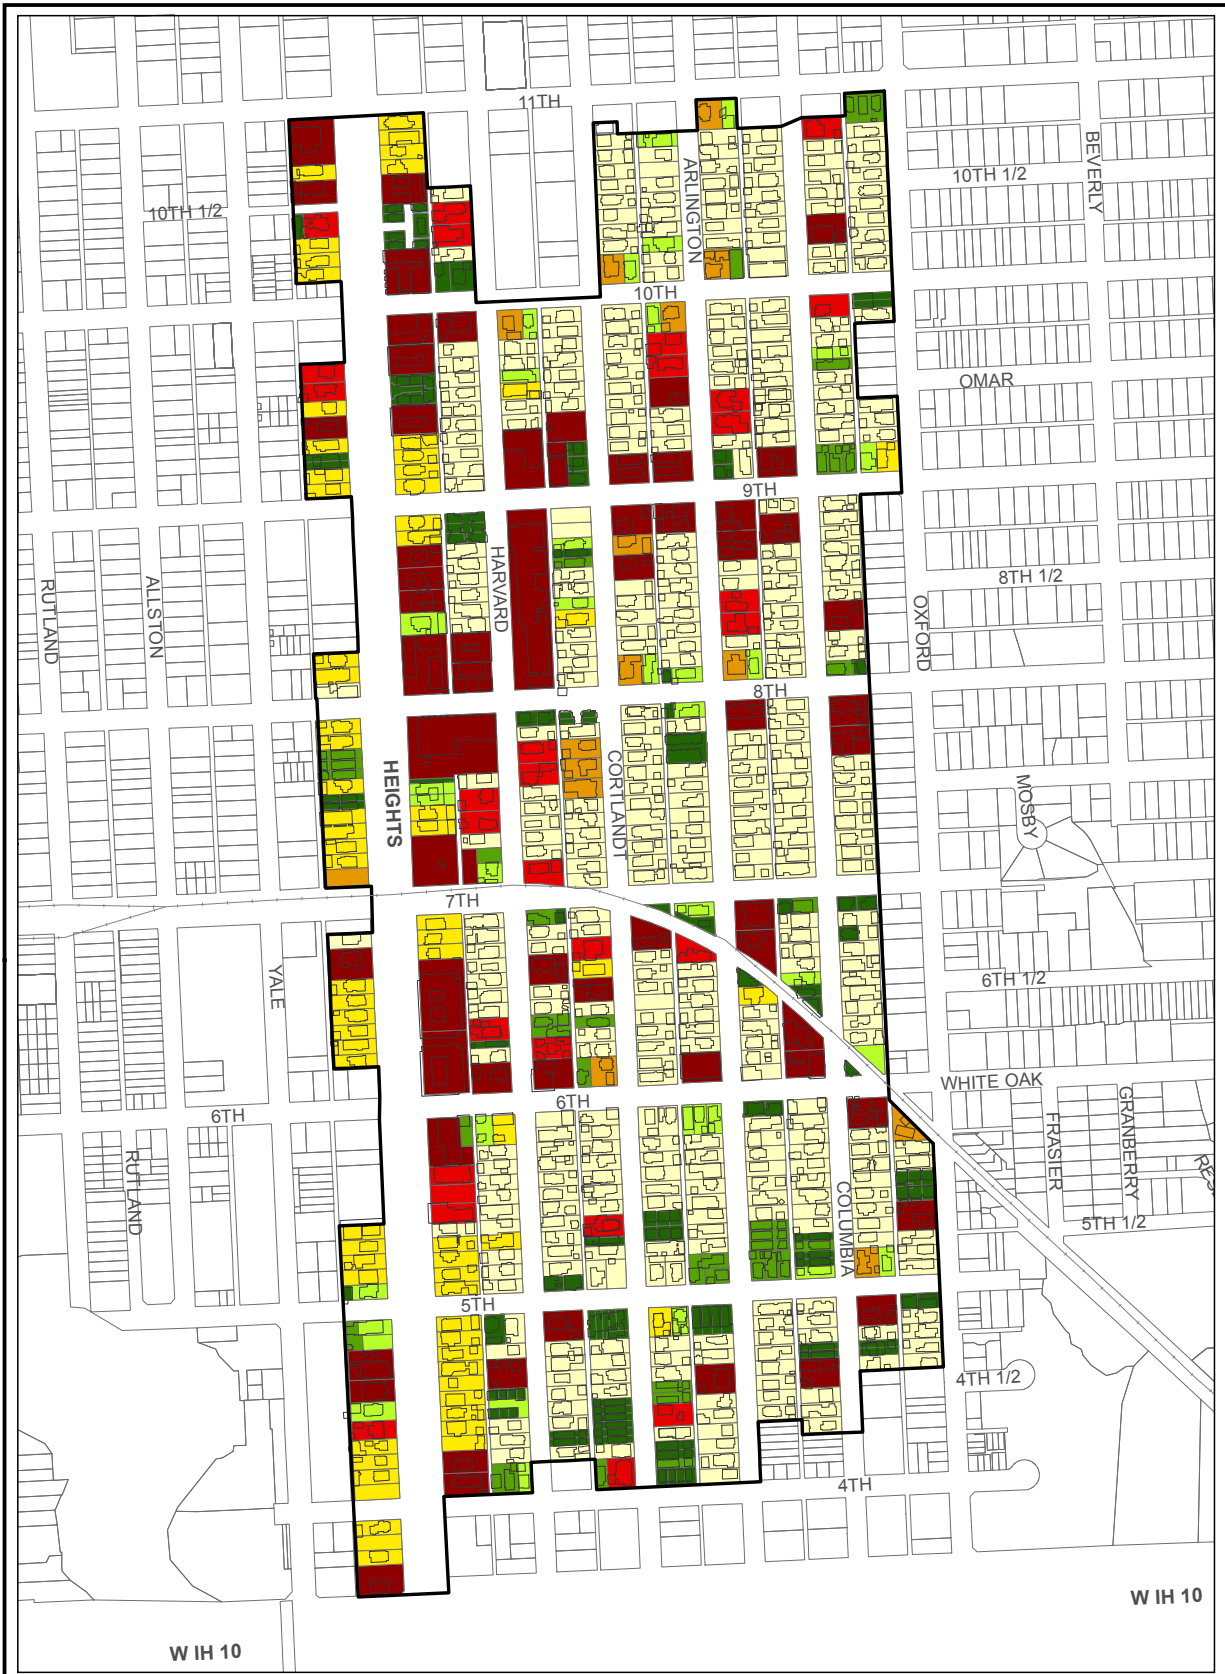 11TH
BEVERLY
ARLINGTON
10TH 1/2
10TH 1/2
10TH
OMAR
9TH
HARVARD
8TH 1/2
RUTLAND
ALLSTON
OXFORD
8TH
HEIGHTS
CORTLANDT
MOSBY
7TH
YALE
6TH 1/2
WHITE OAK
6TH
6TH
FRASIER
GRANBERRY
RUTLAND
COLUMBIA
5TH 1/2
5TH
4TH 1/2
4TH
W IH 10
W IH 10